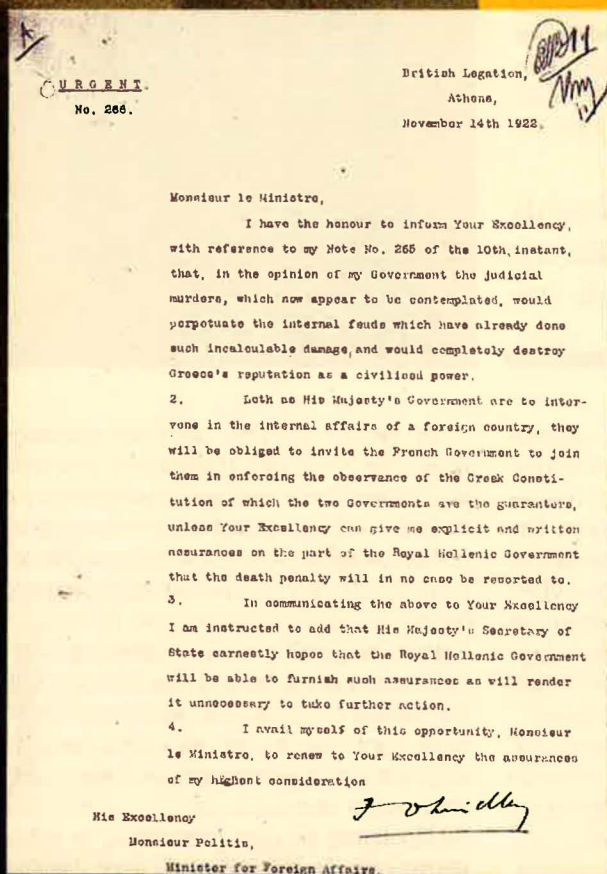 A
URGENT.
No. 266.
British Legation,
Athens,
November 14th 1922.
Monsieur le Ministre,
I have the honour to inform Your Excellency,
with reference to my Note No. 265 of the 10th, instant,
that, in the opinion of my Government the judicial
murders, which now appear to be contemplated, would
perpetuate the internal feuds which have already done
such incalculable damage, and would completely destroy
Greece's reputation as a civilised power.
2. Loth as His Majesty's Government are to inter-
vene in the internal affairs of a foreign country, they
will be obliged to invite the French Government to join
them in enforcing the observance of the Greek Consti-
tution of which the two Governments are the guarantors,
unless Your Excellency can give me explicit and written
assurances on the part of the Royal Hellenic Government
that the death penalty will in no case be resorted to.
3. In communicating the above to Your Excellency
I am instructed to add that His Majesty's Secretary of
State earnestly hopes that the Royal Hellenic Government
will be able to furnish such assurances as will render
it unnecessary to take further action.
4. I avail myself of this opportunity, Monsieur
le Ministre, to renew to Your Excellency the assurances
of my highest consideration
His Excellency
Monsieur Politis,
Minister for Foreign Affairs.